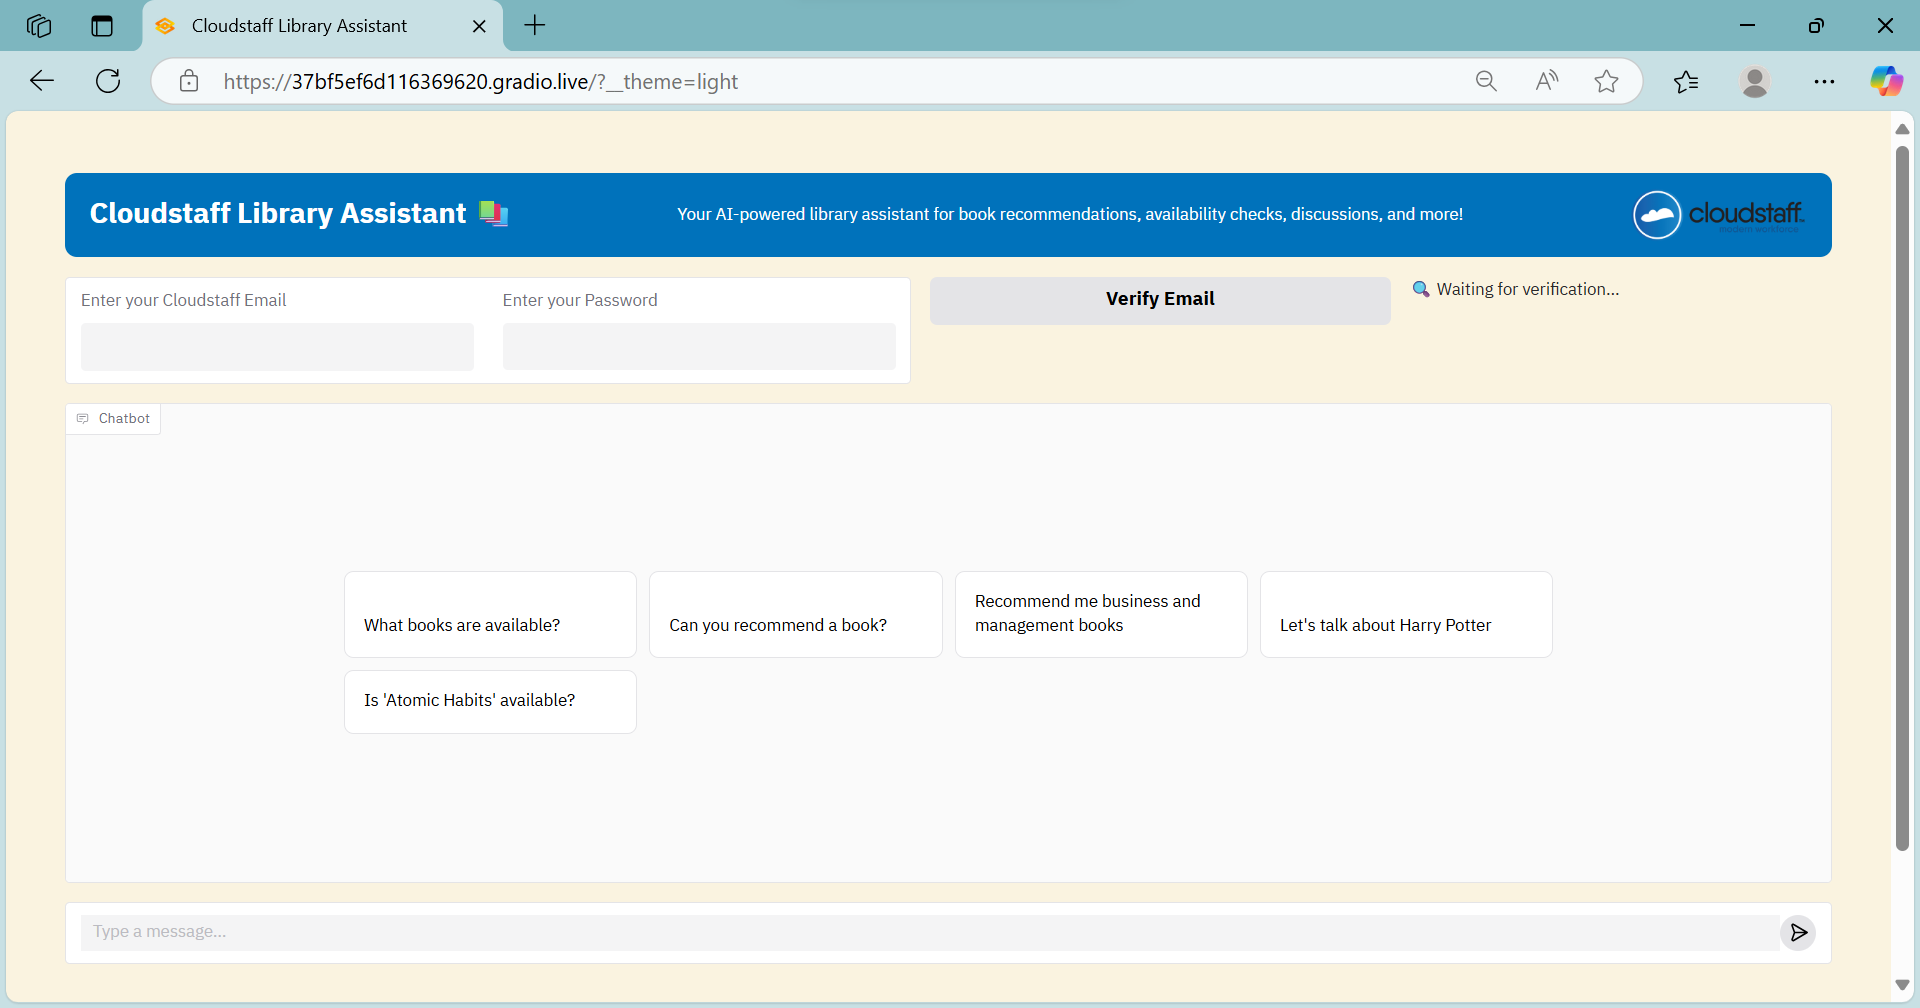 Cloudstaff Library Assistant
https://37bf5ef6d116369620.gradio.live/?__theme=light
Cloudstaff Library Assistant
Your AI-powered library assistant for book recommendations, availability checks, discussions, and more!
cloudstaff
modern workforce
Enter your Cloudstaff Email
Enter your Password
Verify Email
Waiting for verification...
Chatbot
What books are available?
Can you recommend a book?
Recommend me business and
management books
Let's talk about Harry Potter
Is 'Atomic Habits' available?
Type a message...